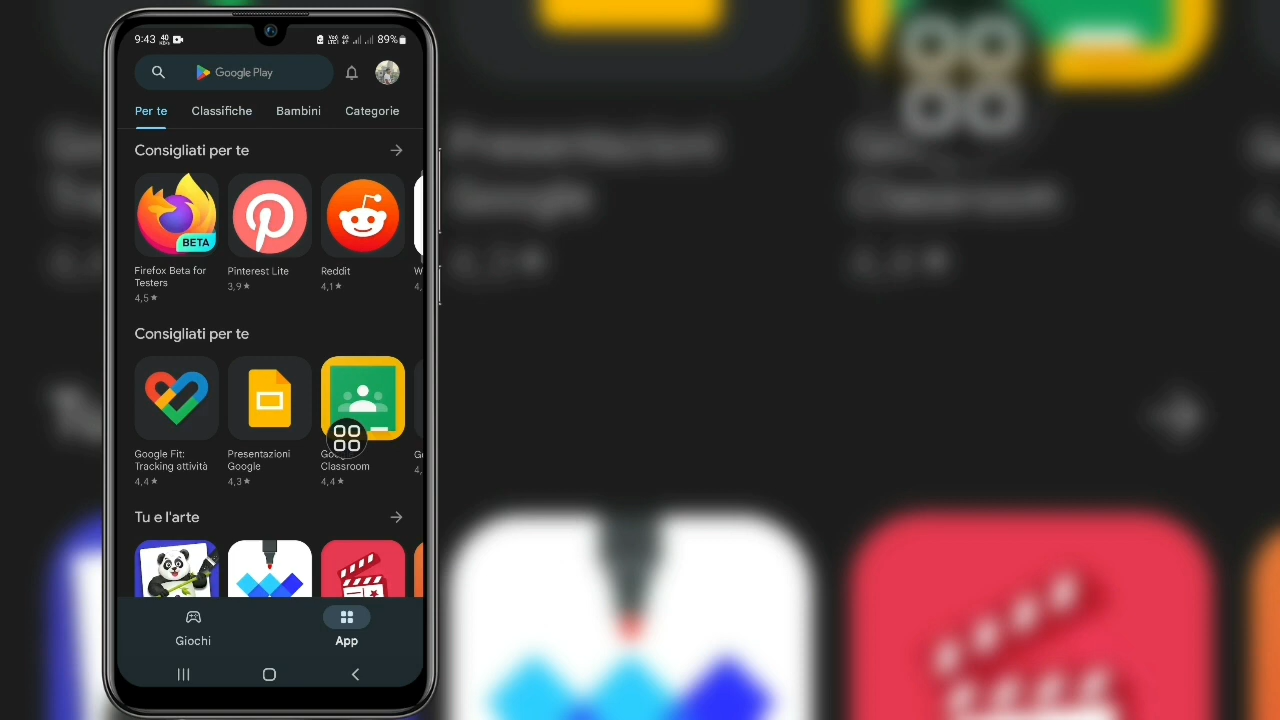 9:43 40 KB/s 89%
Google Play
Per te Classifiche Bambini Categorie
Consigliati per te
BETA
Firefox Beta for Testers
4,5★
Pinterest Lite
3,9★
Reddit
4,1★
Consigliati per te
Google Fit: Tracking attività
4,4★
Presentazioni Google
4,3★
Classroom
4,4★
Tu e l'arte
Giochi
App